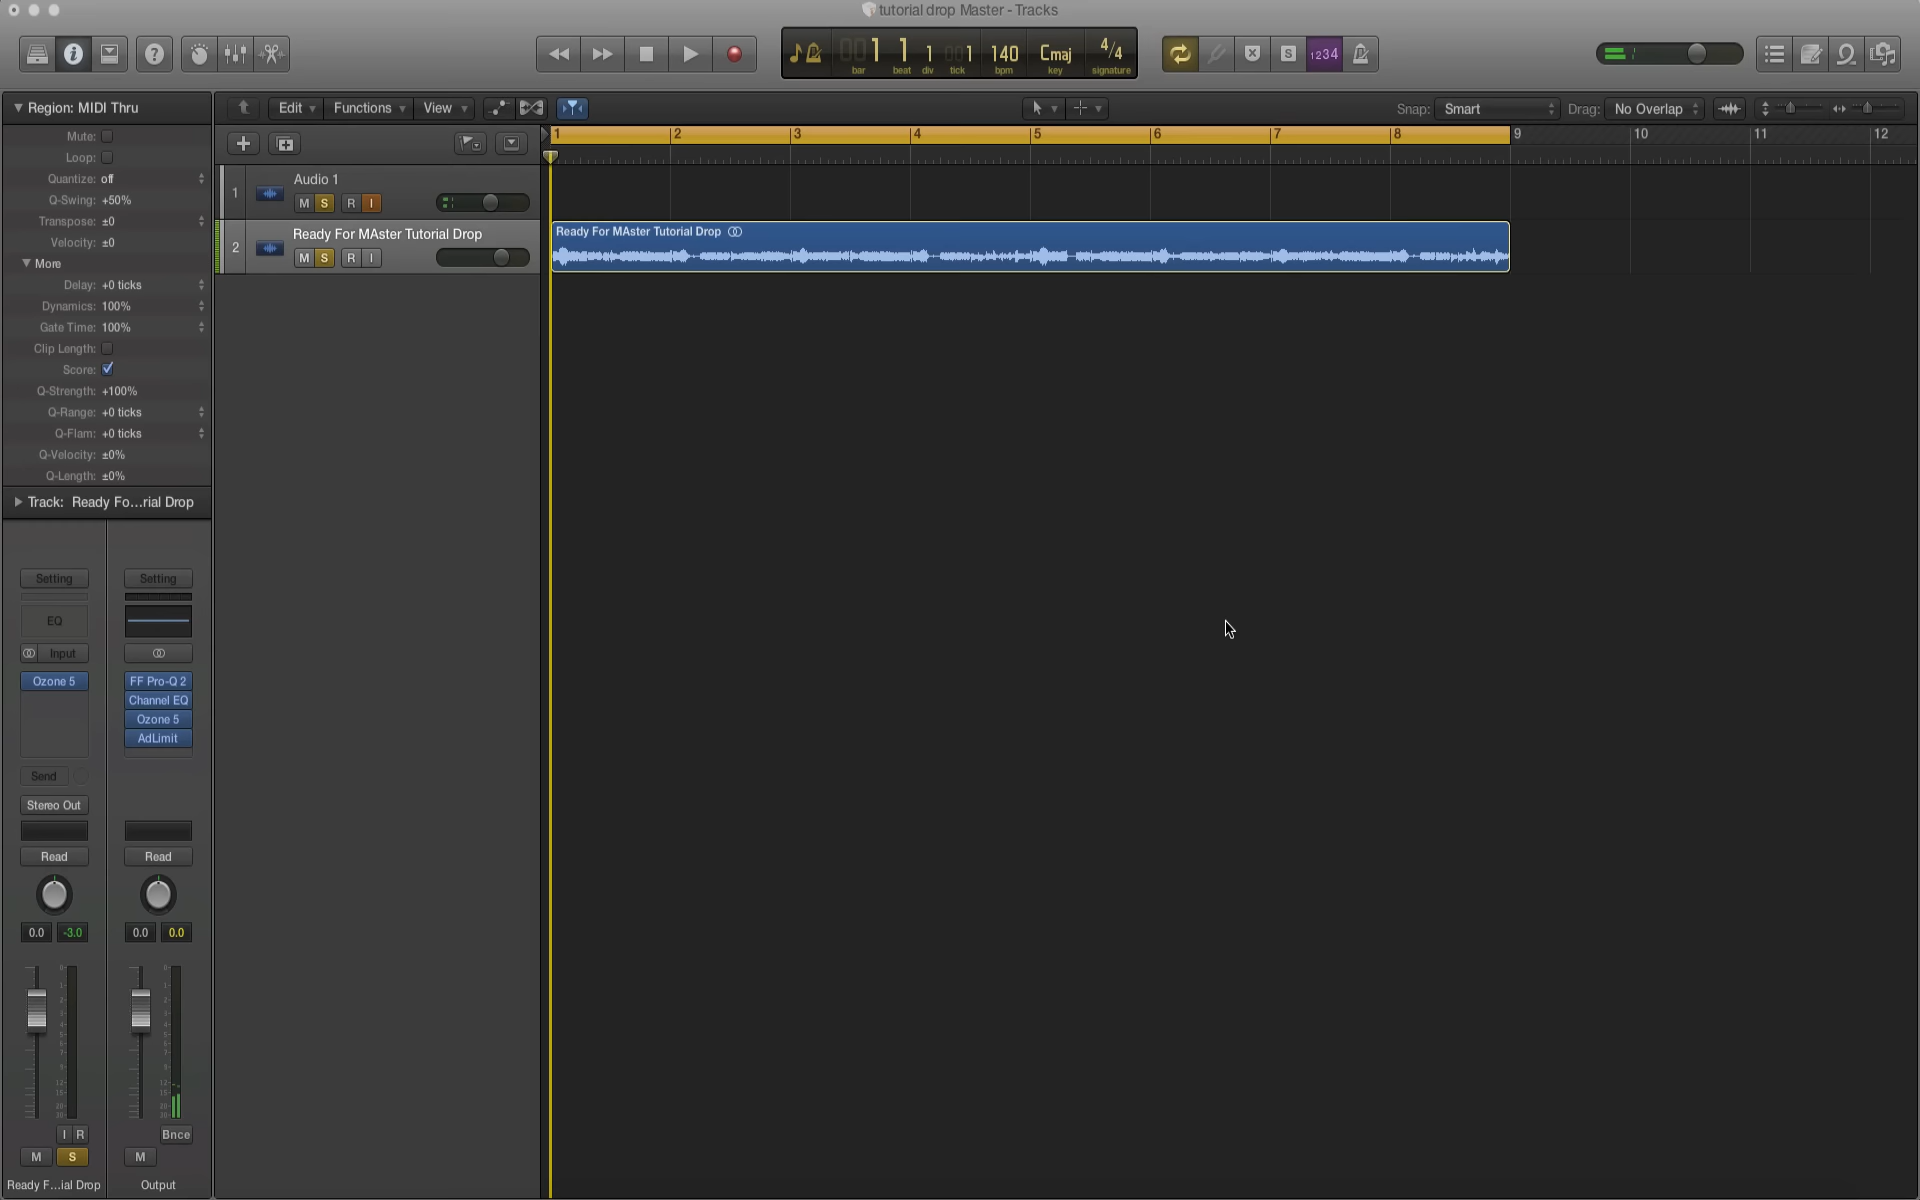 tutorial drop Master - Tracks
1 1 1 1 140 Cmaj 4/4
bar beat div tick bpm key signature
S 1234
Region: MIDI Thru
Edit Functions View
Snap: Smart Drag: No Overlap
1 2 3 4 5 6 7 8 9 10 11 12
Mute:
Loop:
Quantize: off
Q-Swing: +50%
Transpose: ±0
Velocity: ±0
More
Delay: +0 ticks
Dynamics: 100%
Gate Time: 100%
Clip Length:
Score:
Q-Strength: +100%
Q-Range: +0 ticks
Q-Flam: +0 ticks
Q-Velocity: ±0%
Q-Length: ±0%
1 Audio 1
M S R I
2 Ready For MAster Tutorial Drop
M S R I
Ready For MAster Tutorial Drop
Track: Ready Fo...rial Drop
Setting Setting
EQ
Input
Ozone 5 FF Pro-Q 2
Channel EQ
Ozone 5
AdLimit
Send
Stereo Out
Read Read
0.0 -3.0 0.0 0.0
I R Bnce
M S M
Ready F...ial Drop Output